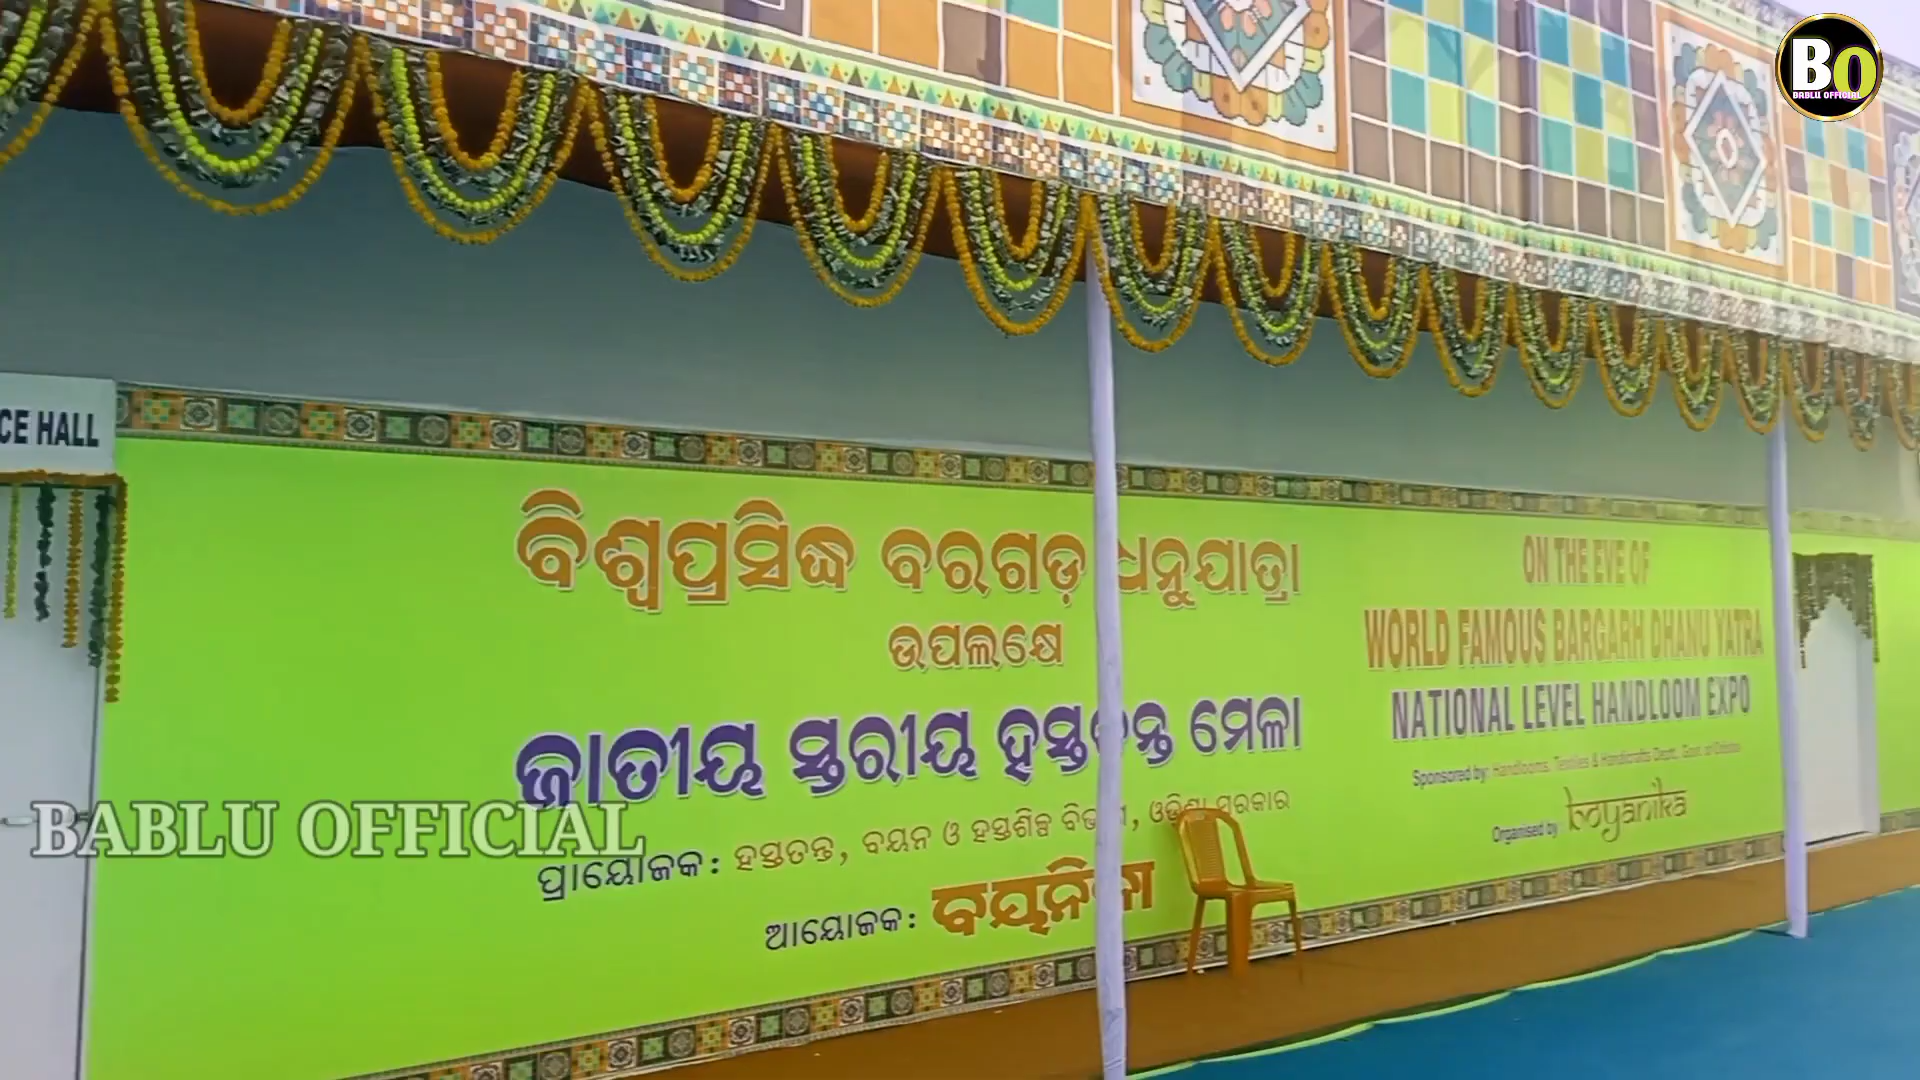 BO
BABLU OFFICIAL
CE HALL
ବିଶ୍ୱପ୍ରସିଦ୍ଧ ବରଗଡ଼ ଧନୁଯାତ୍ରା
ଉପଲକ୍ଷେ
ଜାତୀୟ ସ୍ତରୀୟ ହସ୍ତତନ୍ତ ମେଳା
ପ୍ରାୟୋଜକ: ହସ୍ତତନ୍ତ, ବୟନ ଓ ହସ୍ତଶିଳ୍ପ ବିଭାଗ, ଓଡ଼ିଶା ସରକାର
ଆୟୋଜକ: ବୟନିକା
ON THE EVE OF
WORLD FAMOUS BARGARH DHANU YATRA
NATIONAL LEVEL HANDLOOM EXPO
Sponsored by: Handlooms, Textiles & Handicrafts Deptt., Govt. of Odisha
Organised by boyanika
BABLU OFFICIAL